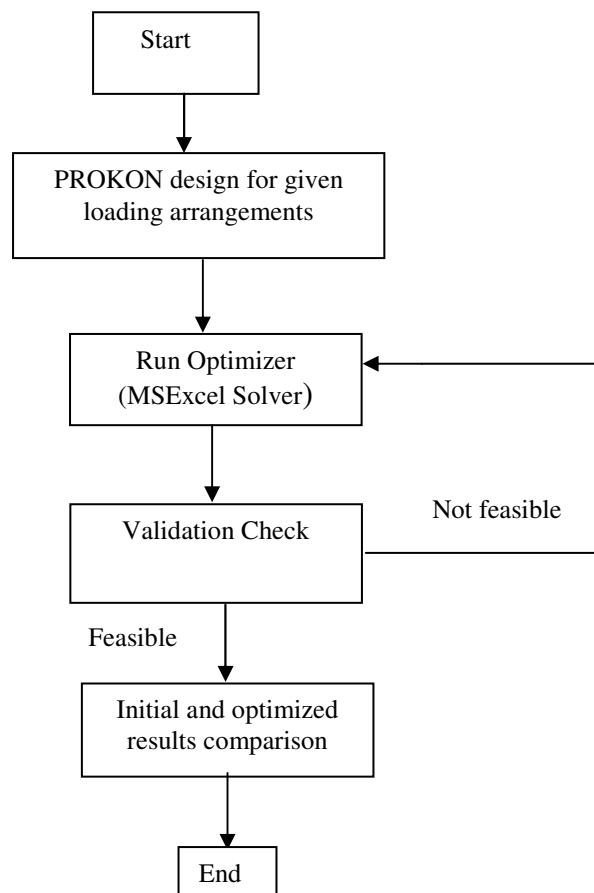 Start
PROKON design for given
loading arrangements
Run Optimizer
(MSExcel Solver)
Validation Check
Not feasible
Feasible
Initial and optimized
results comparison
End